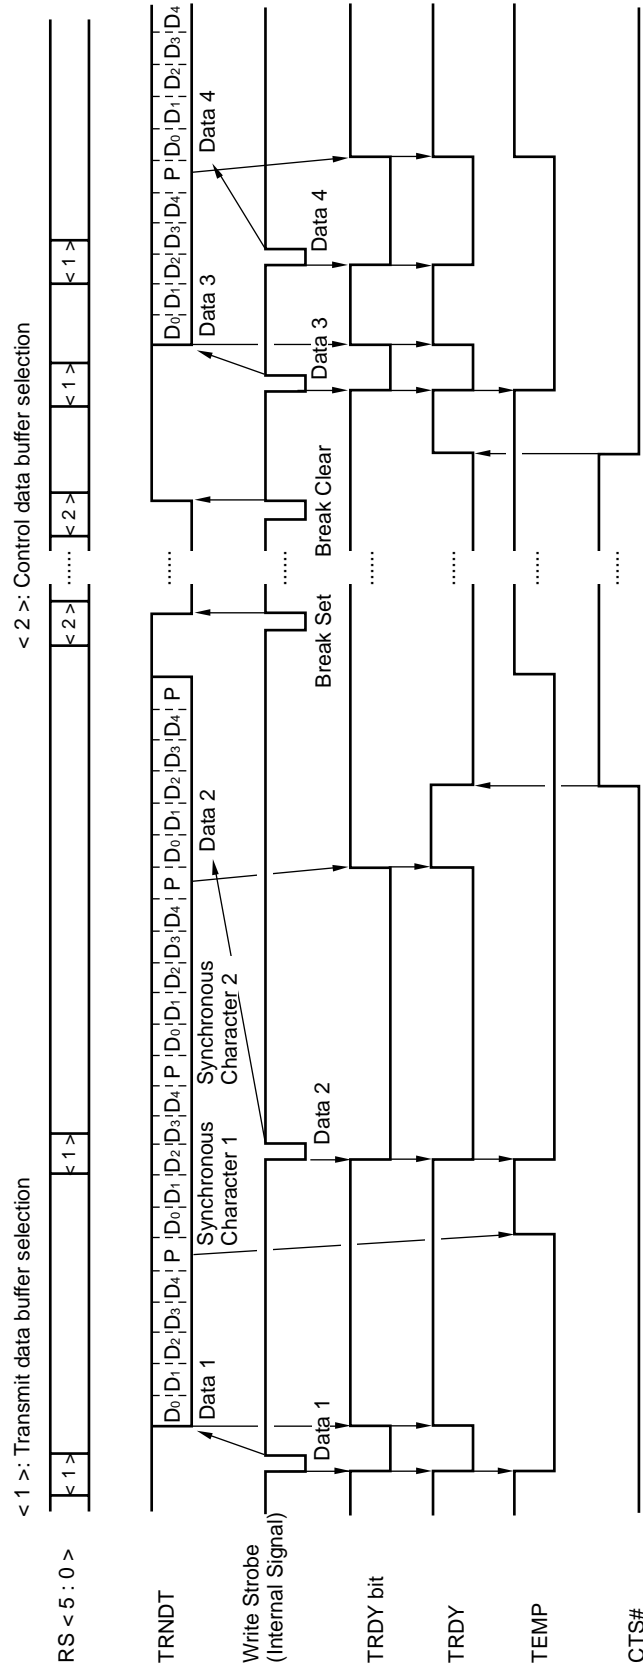 < 1 >: Transmit data buffer selection
< 2 >: Control data buffer selection
RS < 5 : 0 >
< 1 >
< 1 >
< 2 >
......
< 2 >
< 1 >
< 1 >
TRNDT
D0 D1 D2 D3 D4 P D0 D1 D2 D3 D4 P D0 D1 D2 D3 D4 P D0 D1 D2 D3 D4 P
......
D0 D1 D2 D3 D4 P D0 D1 D2 D3 D4
Data 1
Synchronous
Character 1
Synchronous
Character 2
Data 2
Data 3
Data 4
Write Strobe
(Internal Signal)
......
Data 1
Data 2
Break Set
Break Clear
Data 3
Data 4
TRDY bit
......
TRDY
......
TEMP
......
CTS#
......